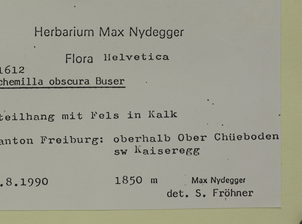 Herbarium Max Nydegger
Flora Helvetica
1612
chemilla obscura Buser
teilhang mit Fels in Kalk
anton Freiburg: oberhalb Ober Chüeboden
sw Kaiseregg
.8.1990 1850 m Max Nydegger
det. S. Fröhner